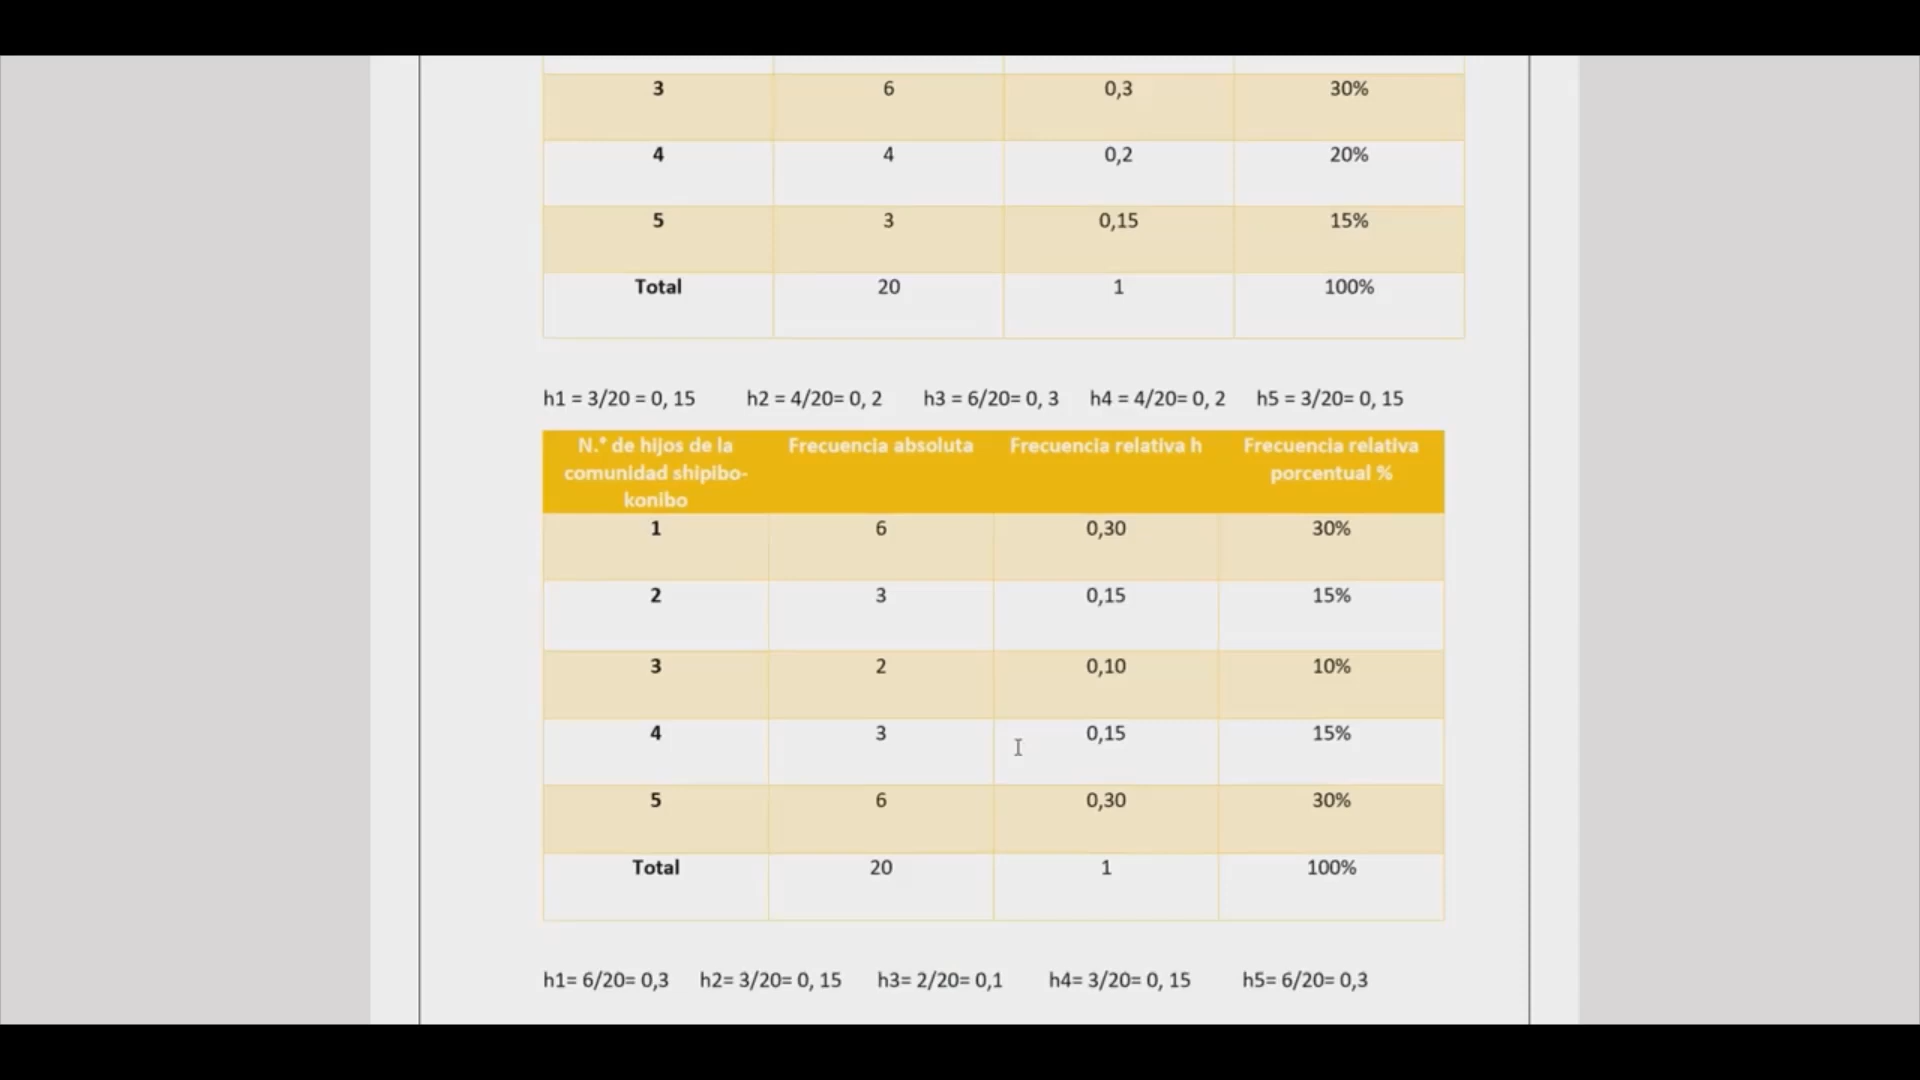 3 6 0,3 30%
4 4 0,2 20%
5 3 0,15 15%
Total 20 1 100%
h1 = 3/20 = 0, 15 h2 = 4/20= 0, 2 h3 = 6/20= 0, 3 h4 = 4/20= 0, 2 h5 = 3/20= 0, 15
N.° de hijos de la Frecuencia absoluta Frecuencia relativa h Frecuencia relativa
comunidad shipibo- porcentual %
konibo
1 6 0,30 30%
2 3 0,15 15%
3 2 0,10 10%
4 3 0,15 15%
5 6 0,30 30%
Total 20 1 100%
h1= 6/20= 0,3 h2= 3/20= 0, 15 h3= 2/20= 0,1 h4= 3/20= 0, 15 h5= 6/20= 0,3